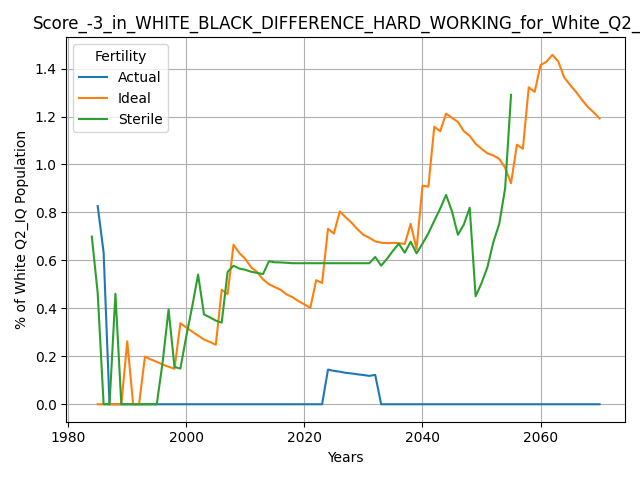 Score_-3_in_WHITE_BLACK_DIFFERENCE_HARD_WORKING_for_White_Q2_
Fertility
Actual
Ideal
Sterile
% of White Q2_IQ Population
1.4
1.2
1.0
0.8
0.6
0.4
0.2
0.0
1980
2000
2020
2040
2060
Years